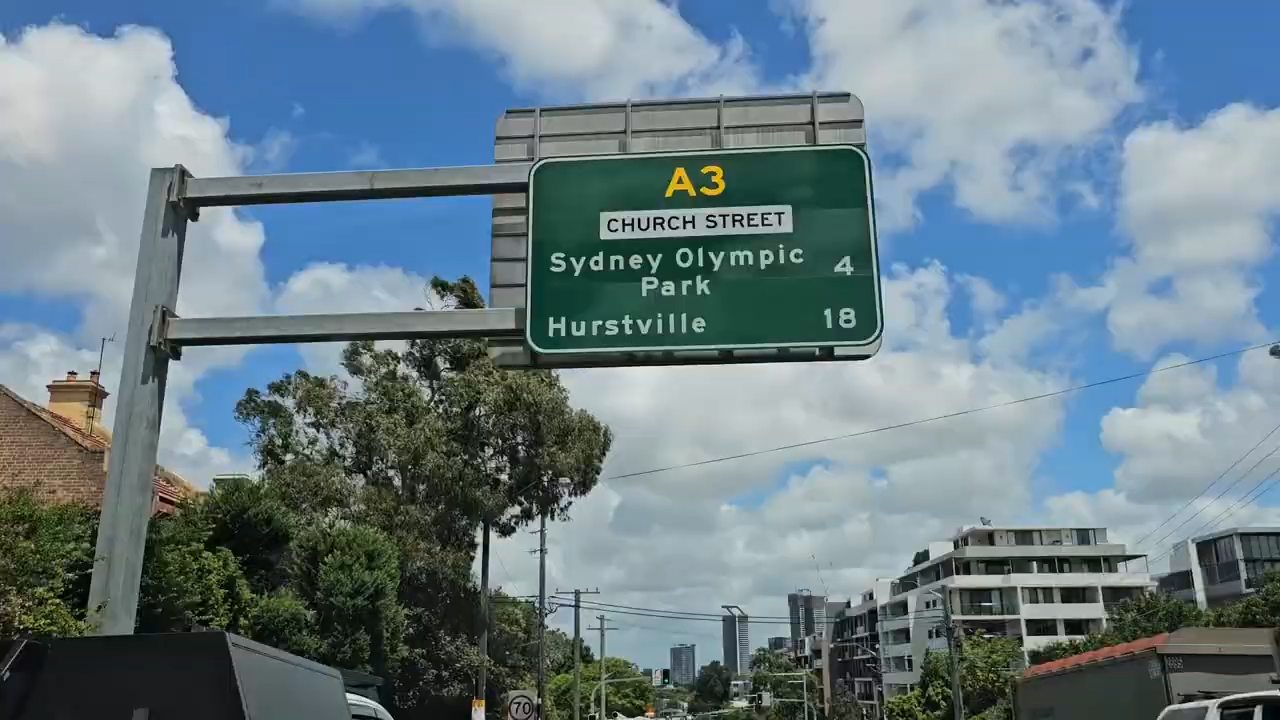 A3
CHURCH STREET
Sydney Olympic
Park 4
Hurstville 18
70